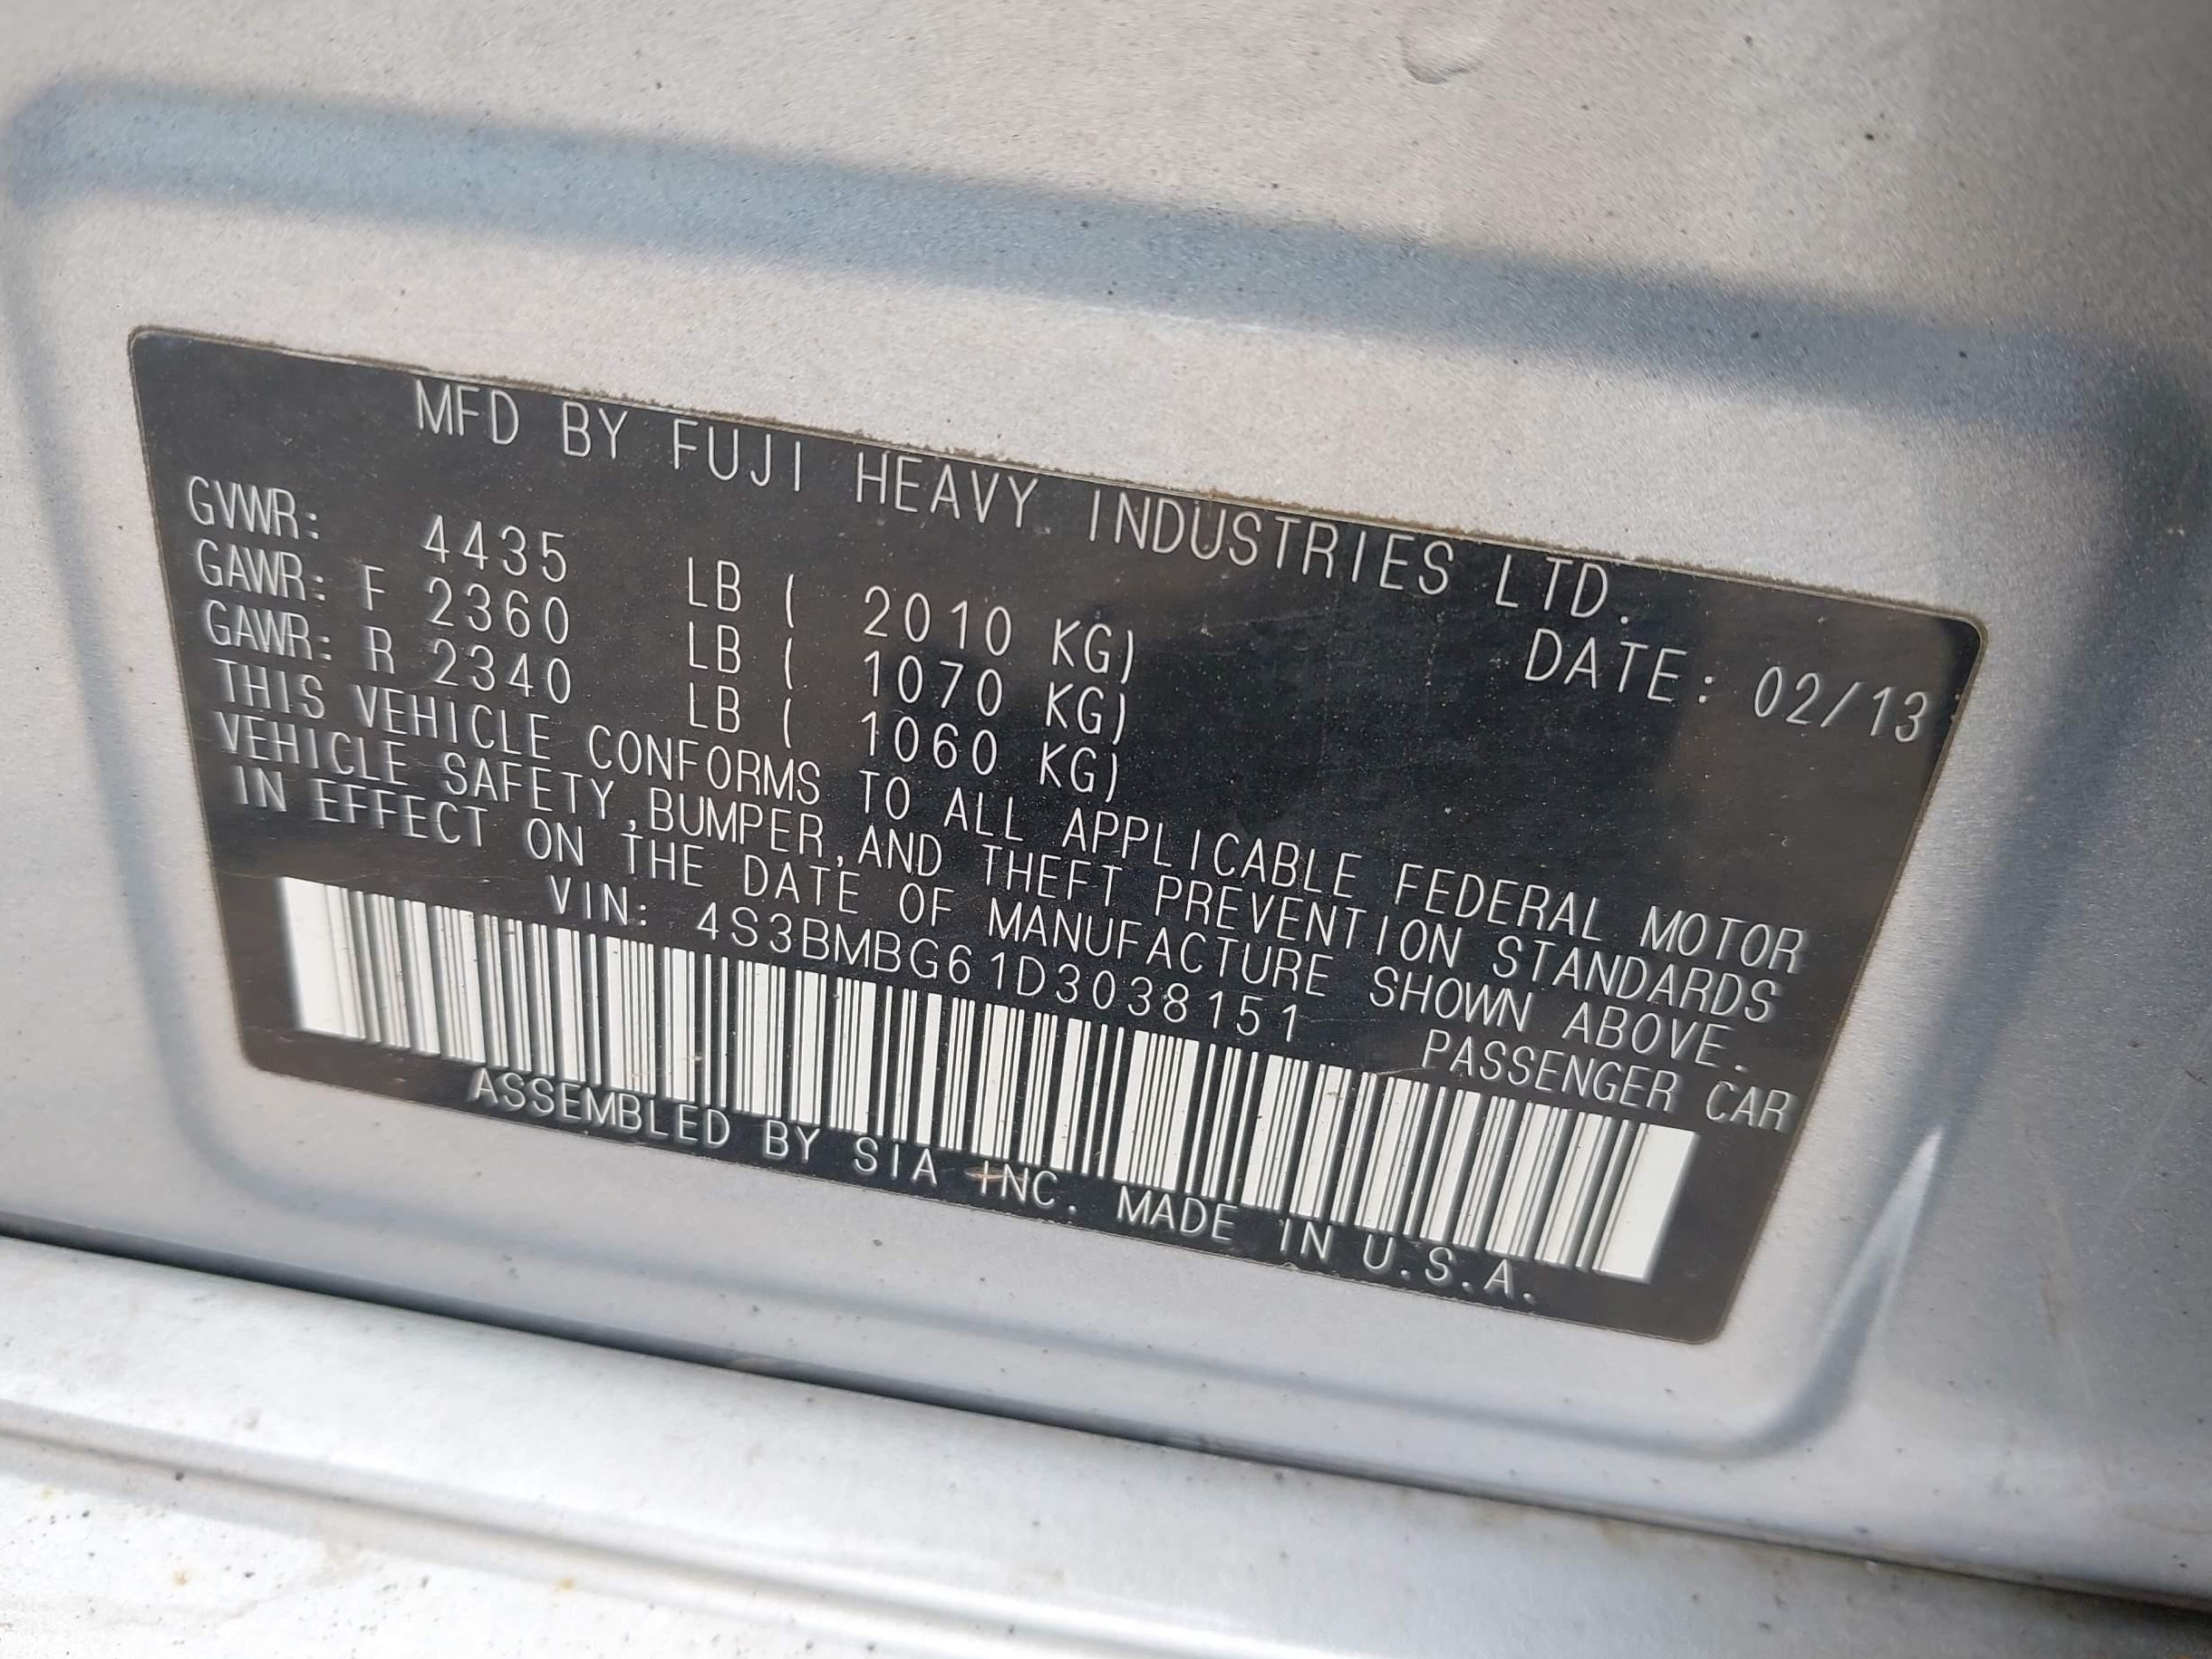 MFD BY FUJI HEAVY INDUSTRIES LTD.
GVWR: 4435 LB ( 2010 KG) DATE: 02/13
GAWR: F 2360 LB ( 1070 KG)
GAWR: R 2340 LB ( 1060 KG)
THIS VEHICLE CONFORMS TO ALL APPLICABLE FEDERAL MOTOR
VEHICLE SAFETY,BUMPER,AND THEFT PREVENTION STANDARDS
IN EFFECT ON THE DATE OF MANUFACTURE SHOWN ABOVE.
VIN: 4S3BMBG61D3038151 PASSENGER CAR
ASSEMBLED BY SIA INC. MADE IN U.S.A.